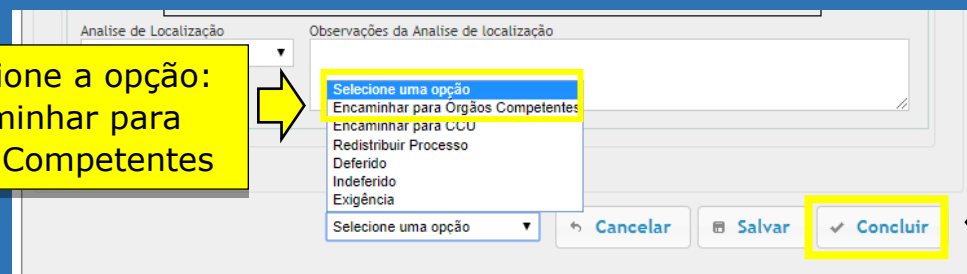 Analise de Localização
Observações da Analise de localização
ione a opção:
minhar para
Competentes
Selecione uma opção
Encaminhar para Órgãos Competentes
Encaminhar para CCU
Redistribuir Processo
Deferido
Indeferido
Exigência
Selecione uma opção
Cancelar
Salvar
Concluir